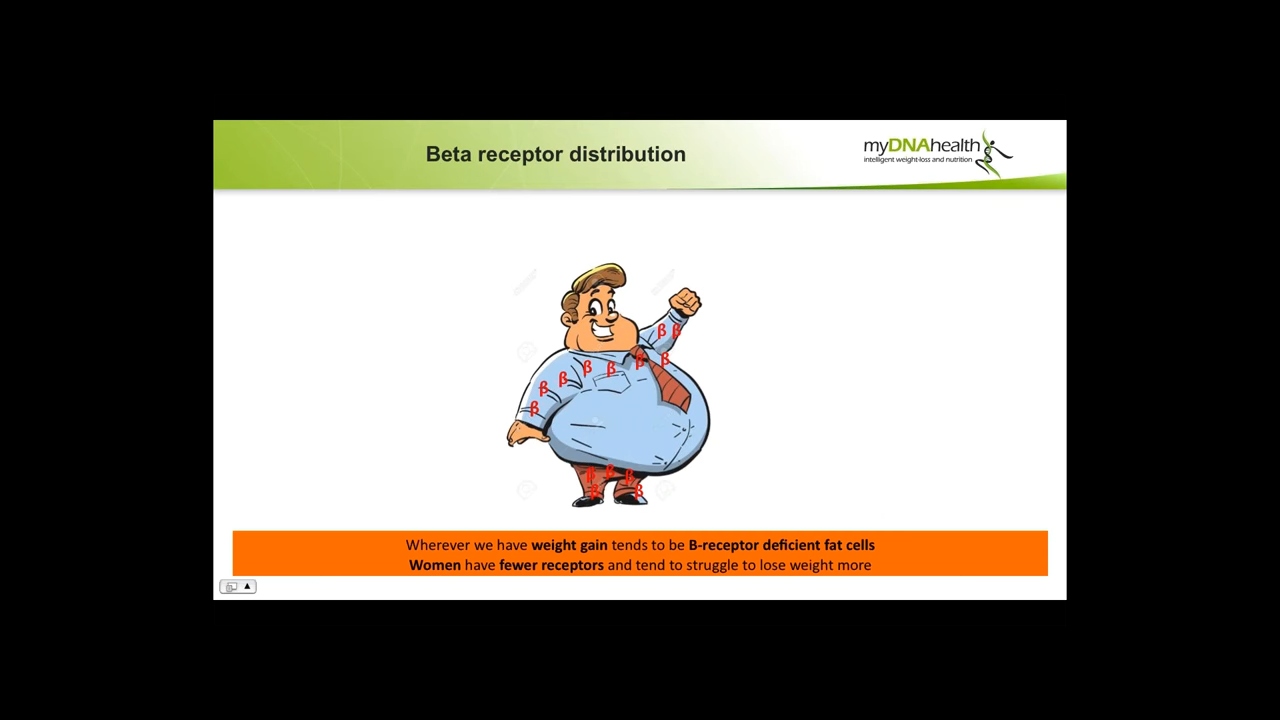 Beta receptor distribution
myDNAhealth
intelligent weight-loss and nutrition
β β
β β
β β
β
β
β
β
β β β
β β
Wherever we have weight gain tends to be B-receptor deficient fat cells
Women have fewer receptors and tend to struggle to lose weight more